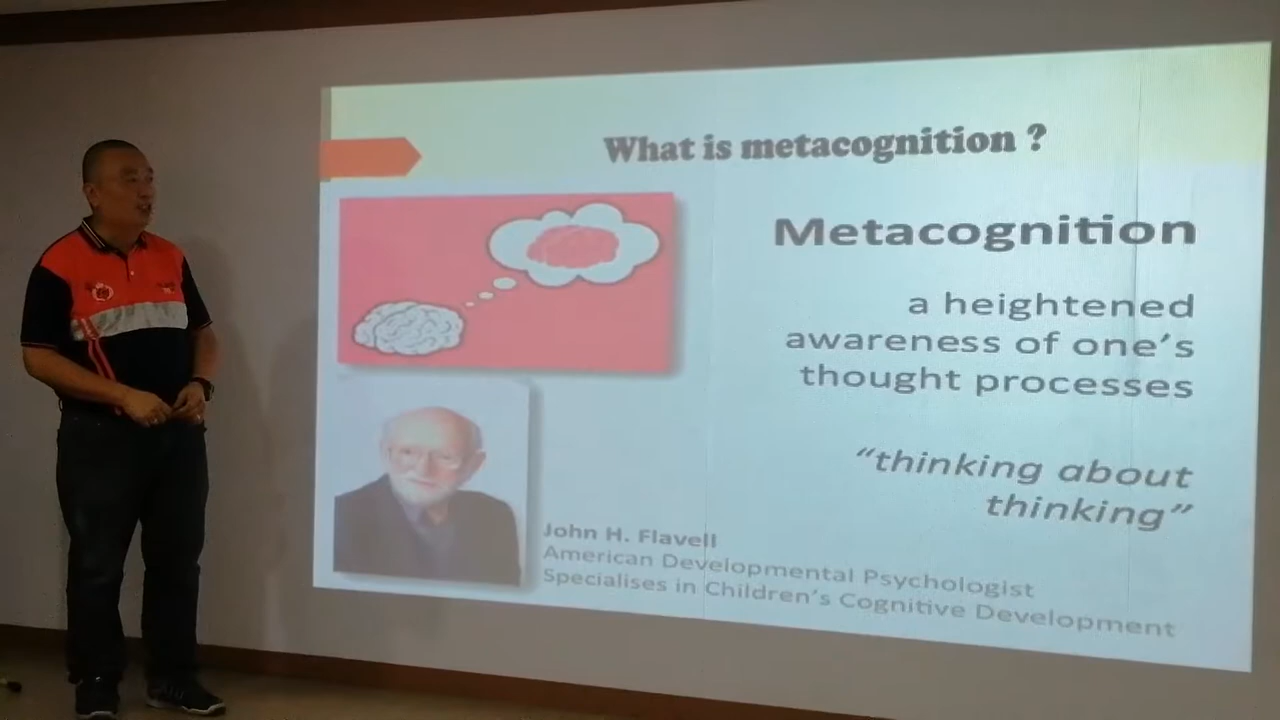 What is metacognition ?
Metacognition
a heightened
awareness of one's
thought processes
“thinking about
thinking”
John H. Flavell
American Developmental Psychologist
Specialises in Children's Cognitive Development